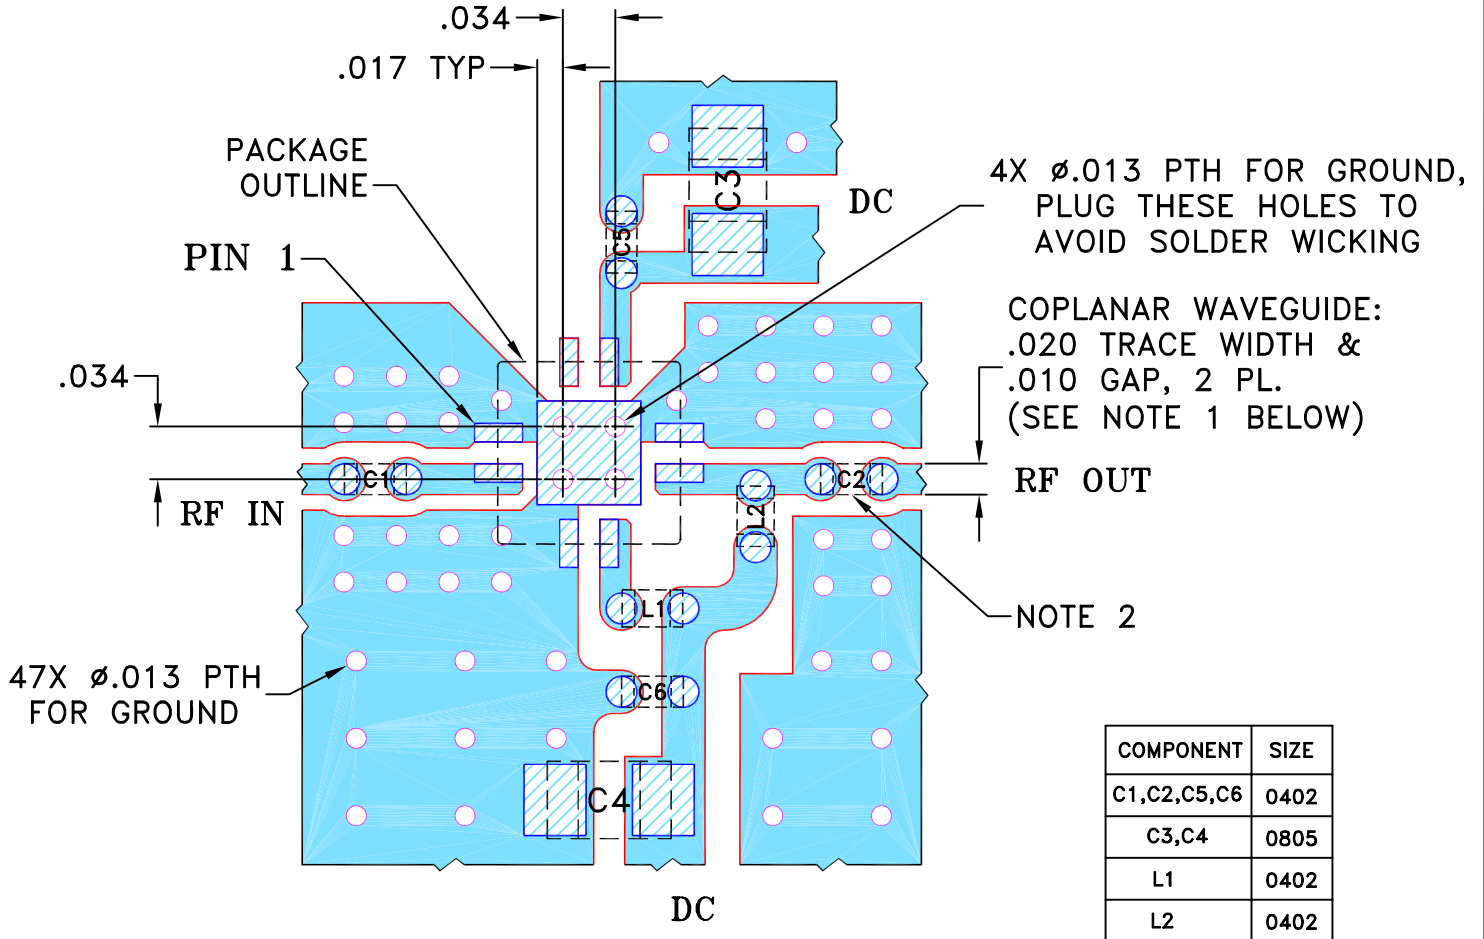 .034
.017 TYP
PACKAGE
OUTLINE
PIN 1
.034
RF IN
47X ø.013 PTH
FOR GROUND
C3
C5
DC
4X ø.013 PTH FOR GROUND,
PLUG THESE HOLES TO
AVOID SOLDER WICKING
COPLANAR WAVEGUIDE:
.020 TRACE WIDTH &
.010 GAP, 2 PL.
(SEE NOTE 1 BELOW)
RF OUT
C1
C2
L2
L1
C6
C4
NOTE 2
DC
COMPONENT SIZE
C1,C2,C5,C6 0402
C3,C4 0805
L1 0402
L2 0402